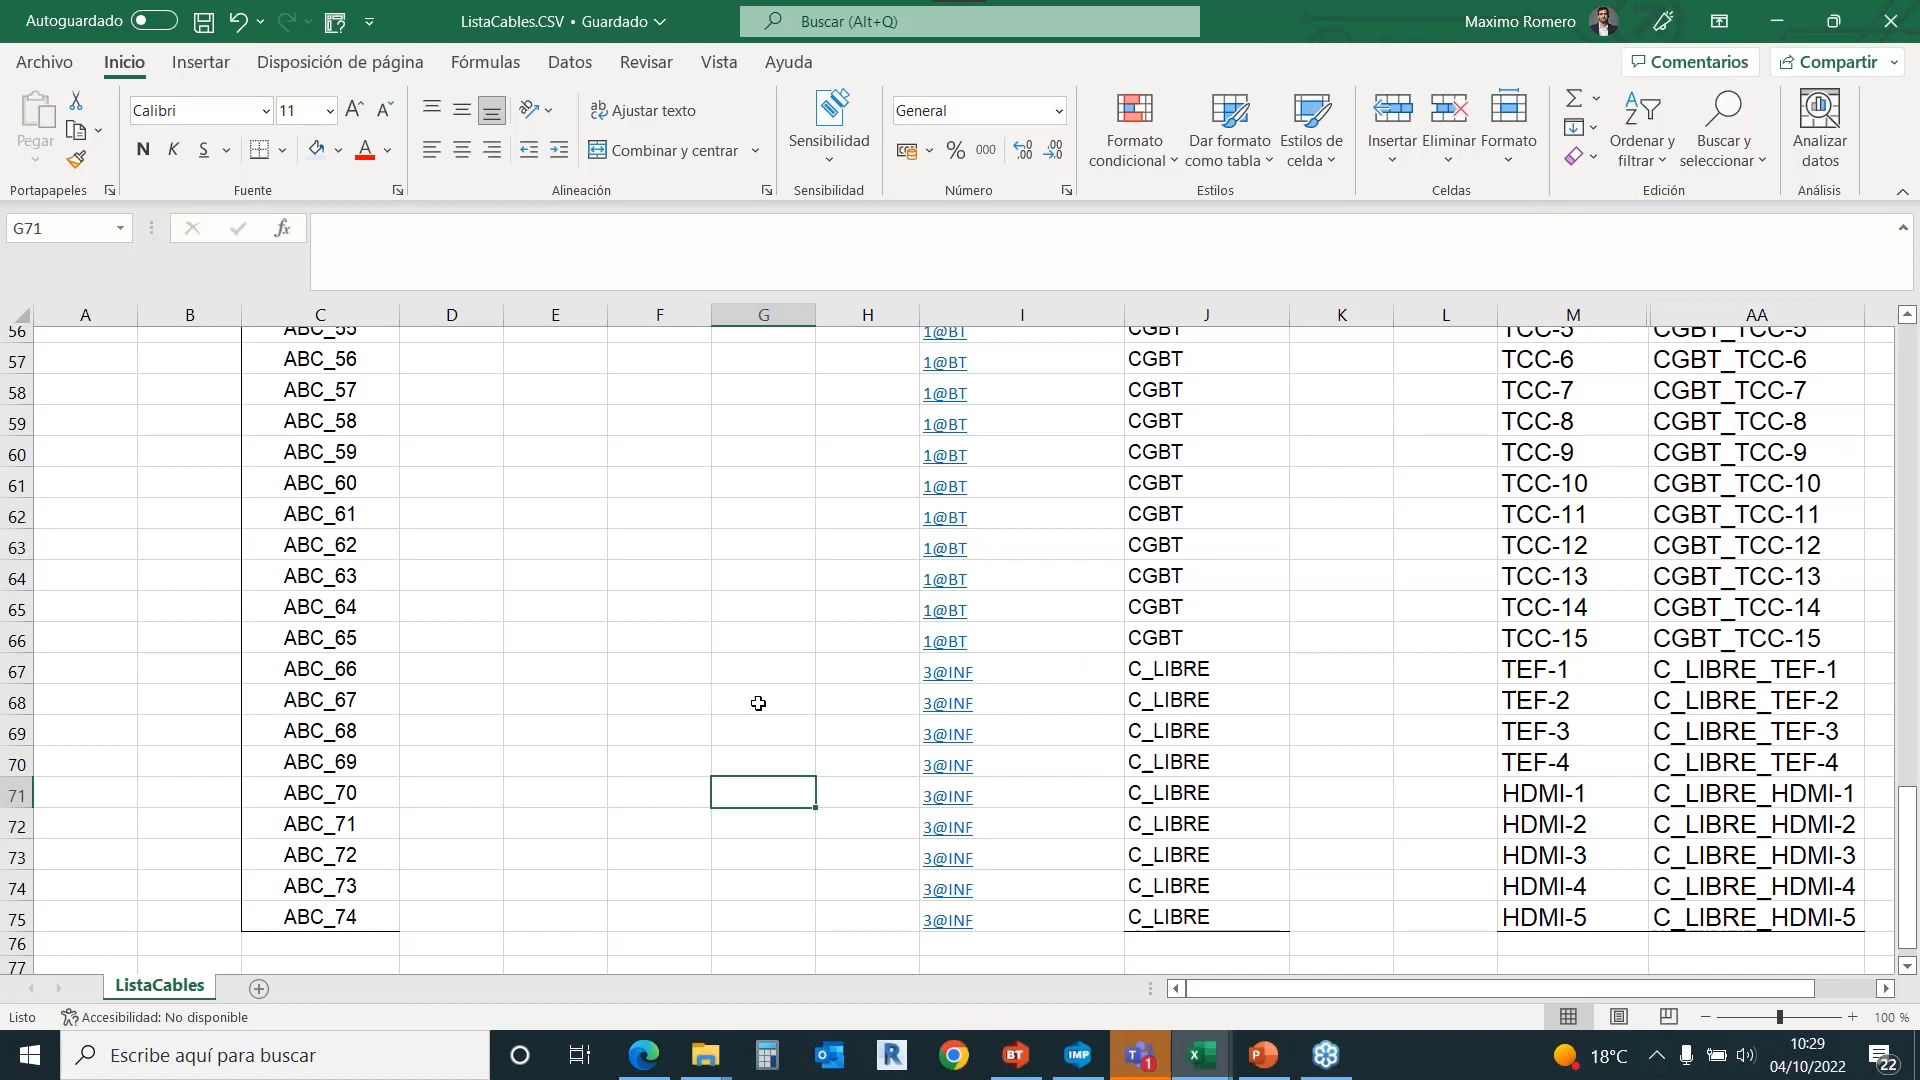 Autoguardado ListaCables.CSV • Guardado Buscar (Alt+Q) Maximo Romero
Archivo Inicio Insertar Disposición de página Fórmulas Datos Revisar Vista Ayuda Comentarios Compartir
Pegar Calibri 11 Ajustar texto Sensibilidad General Formato Dar formato Estilos de Insertar Eliminar Formato Ordenar y Buscar y Analizar
N K S Combinar y centrar % 000 condicional como tabla celda filtrar seleccionar datos
Portapapeles Fuente Alineación Sensibilidad Número Estilos Celdas Edición Análisis
G71 fx
A B C D E F G H I J K L M AA
56 ABC_55 1@BT CGBT TCC-5 CGBT_TCC-5
57 ABC_56 1@BT CGBT TCC-6 CGBT_TCC-6
58 ABC_57 1@BT CGBT TCC-7 CGBT_TCC-7
59 ABC_58 1@BT CGBT TCC-8 CGBT_TCC-8
60 ABC_59 1@BT CGBT TCC-9 CGBT_TCC-9
61 ABC_60 1@BT CGBT TCC-10 CGBT_TCC-10
62 ABC_61 1@BT CGBT TCC-11 CGBT_TCC-11
63 ABC_62 1@BT CGBT TCC-12 CGBT_TCC-12
64 ABC_63 1@BT CGBT TCC-13 CGBT_TCC-13
65 ABC_64 1@BT CGBT TCC-14 CGBT_TCC-14
66 ABC_65 1@BT CGBT TCC-15 CGBT_TCC-15
67 ABC_66 3@INF C_LIBRE TEF-1 C_LIBRE_TEF-1
68 ABC_67 3@INF C_LIBRE TEF-2 C_LIBRE_TEF-2
69 ABC_68 3@INF C_LIBRE TEF-3 C_LIBRE_TEF-3
70 ABC_69 3@INF C_LIBRE TEF-4 C_LIBRE_TEF-4
71 ABC_70 3@INF C_LIBRE HDMI-1 C_LIBRE_HDMI-1
72 ABC_71 3@INF C_LIBRE HDMI-2 C_LIBRE_HDMI-2
73 ABC_72 3@INF C_LIBRE HDMI-3 C_LIBRE_HDMI-3
74 ABC_73 3@INF C_LIBRE HDMI-4 C_LIBRE_HDMI-4
75 ABC_74 3@INF C_LIBRE HDMI-5 C_LIBRE_HDMI-5
76
77
ListaCables
Listo Accesibilidad: No disponible 100 %
Escribe aquí para buscar BT IMP 18°C 10:29
04/10/2022 22